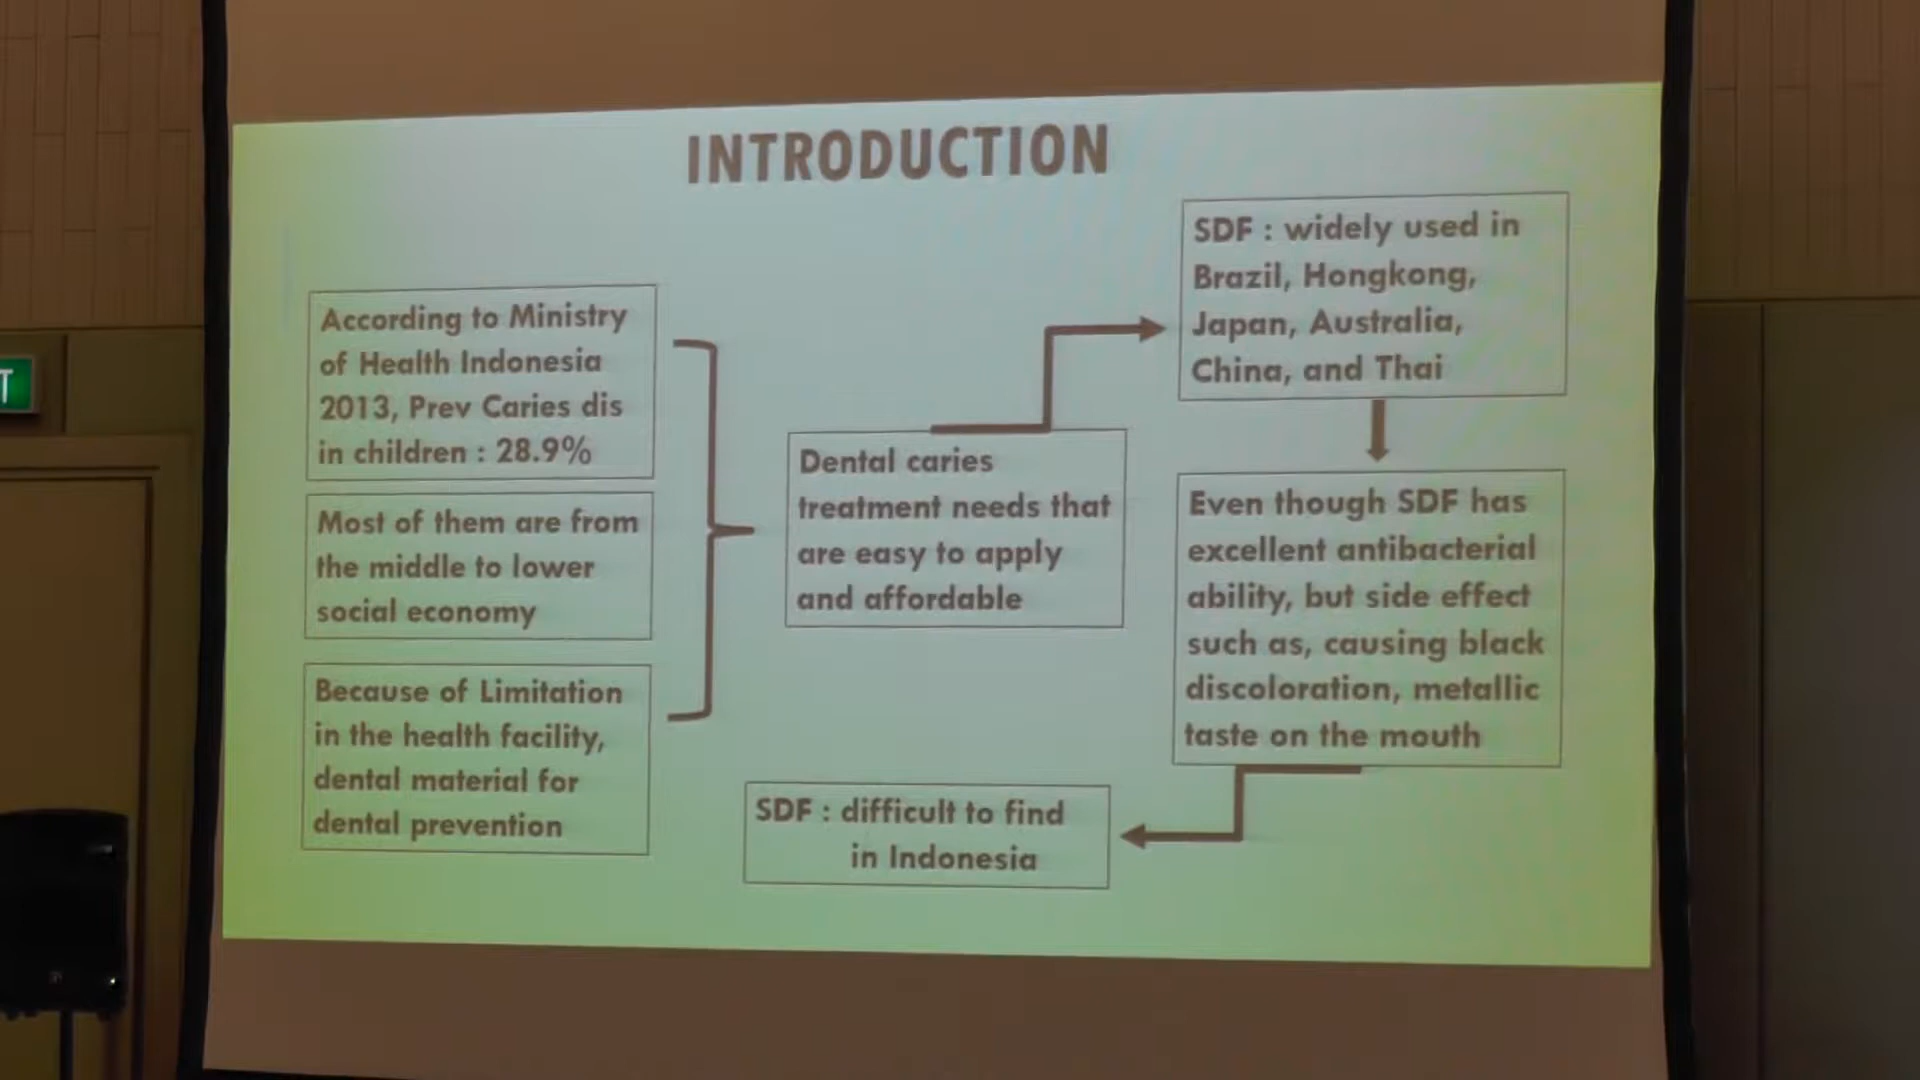 INTRODUCTION
According to Ministry
of Health Indonesia
2013, Prev Caries dis
in children : 28.9%
Most of them are from
the middle to lower
social economy
Because of Limitation
in the health facility,
dental material for
dental prevention
Dental caries
treatment needs that
are easy to apply
and affordable
SDF : widely used in
Brazil, Hongkong,
Japan, Australia,
China, and Thai
Even though SDF has
excellent antibacterial
ability, but side effect
such as, causing black
discoloration, metallic
taste on the mouth
SDF : difficult to find
in Indonesia
T